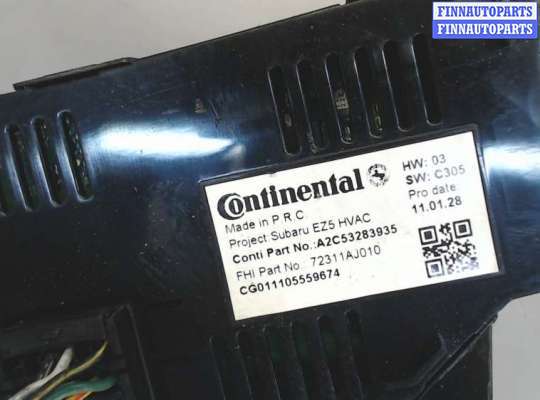 FINNAUTOPARTS
FINNAUTOPARTS
Continental
HW: 03
SW: C305
Pro date:
11.01.28
Made in P R C
Project: Subaru EZ5 HVAC
Conti Part No.: A2C53283935
FHI Part No.: 72311AJ010
CG011105559674